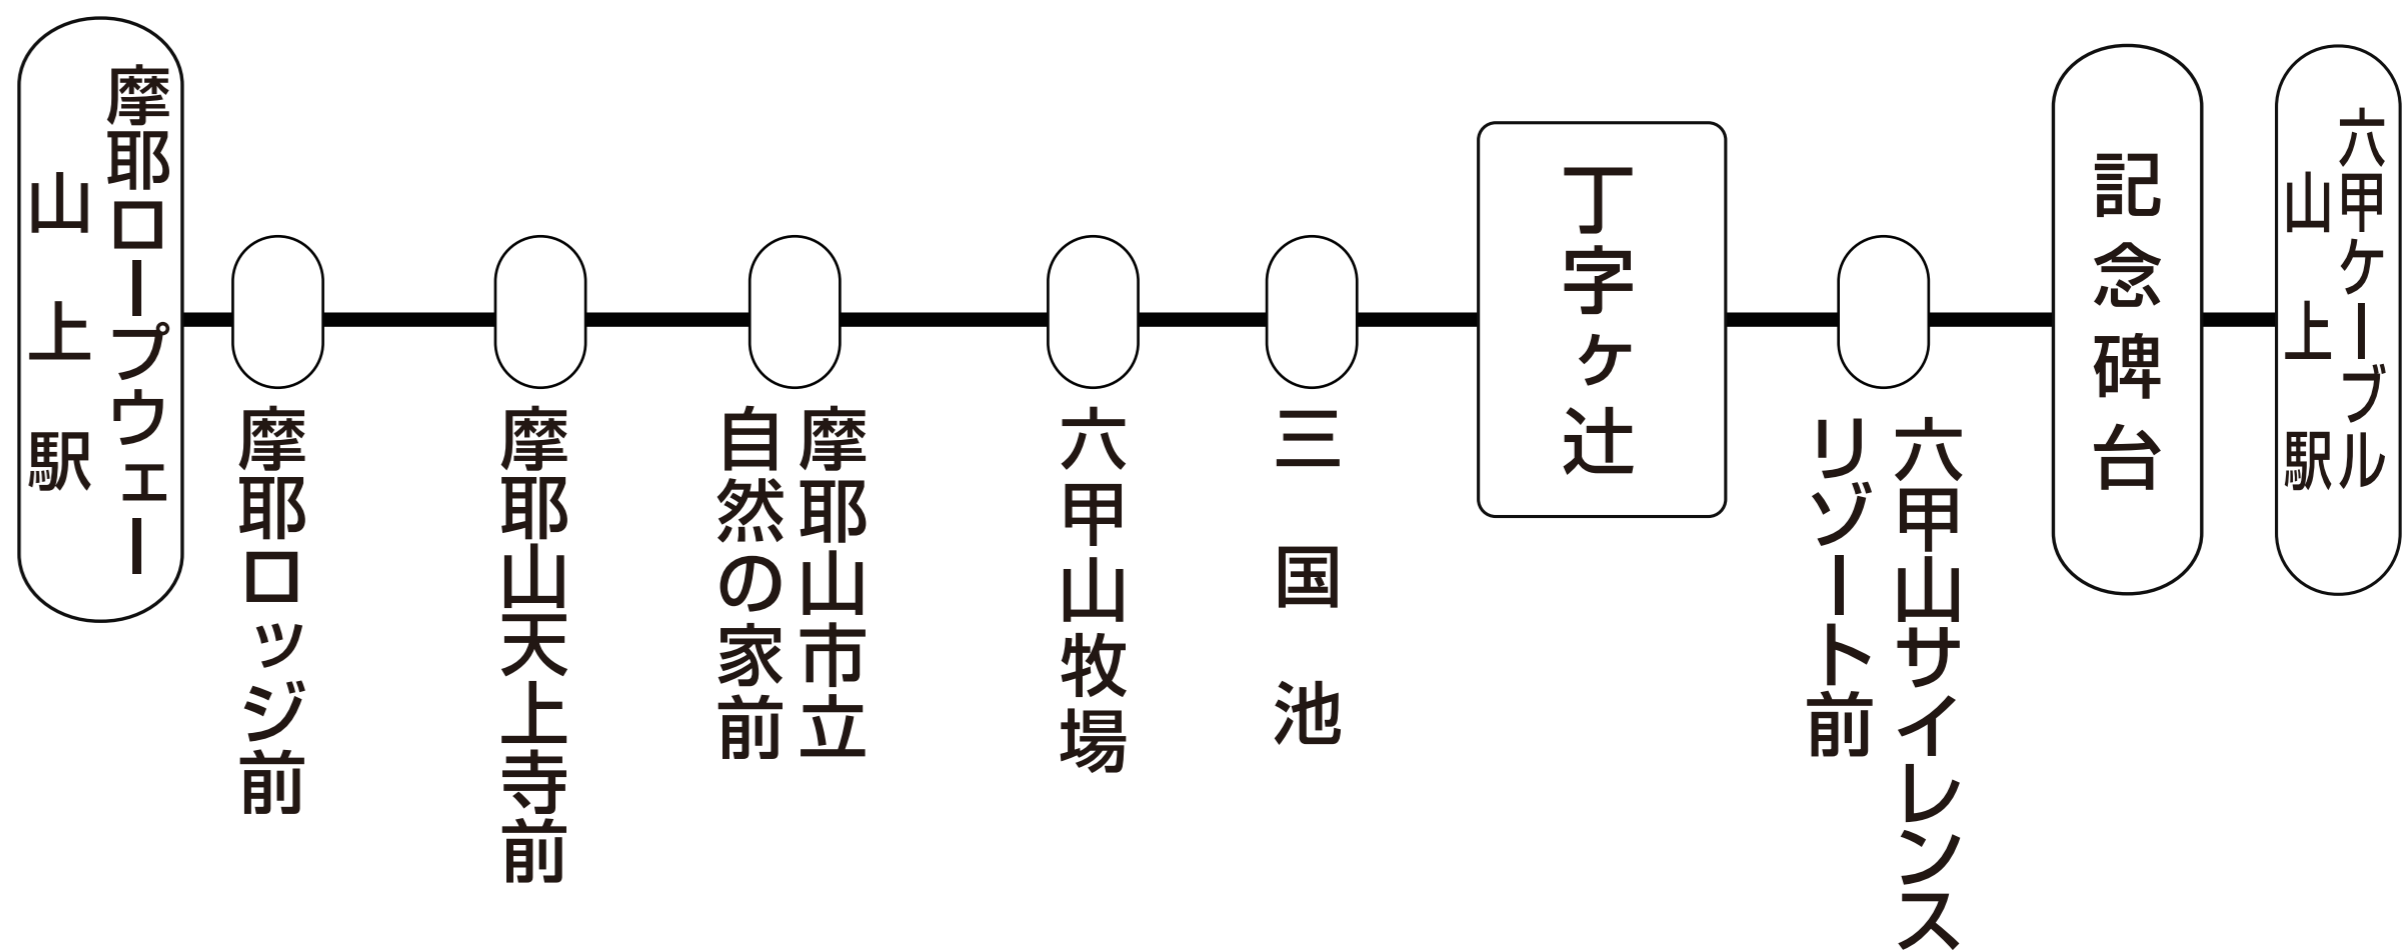 摩耶ロープウェー
山上駅
摩耶ロッジ前
摩耶山天上寺前
摩耶山市立
自然の家前
六甲山牧場
三国池
丁字ヶ辻
六甲山サイレンス
リゾート前
記念碑台
六甲ケーブル
山上駅